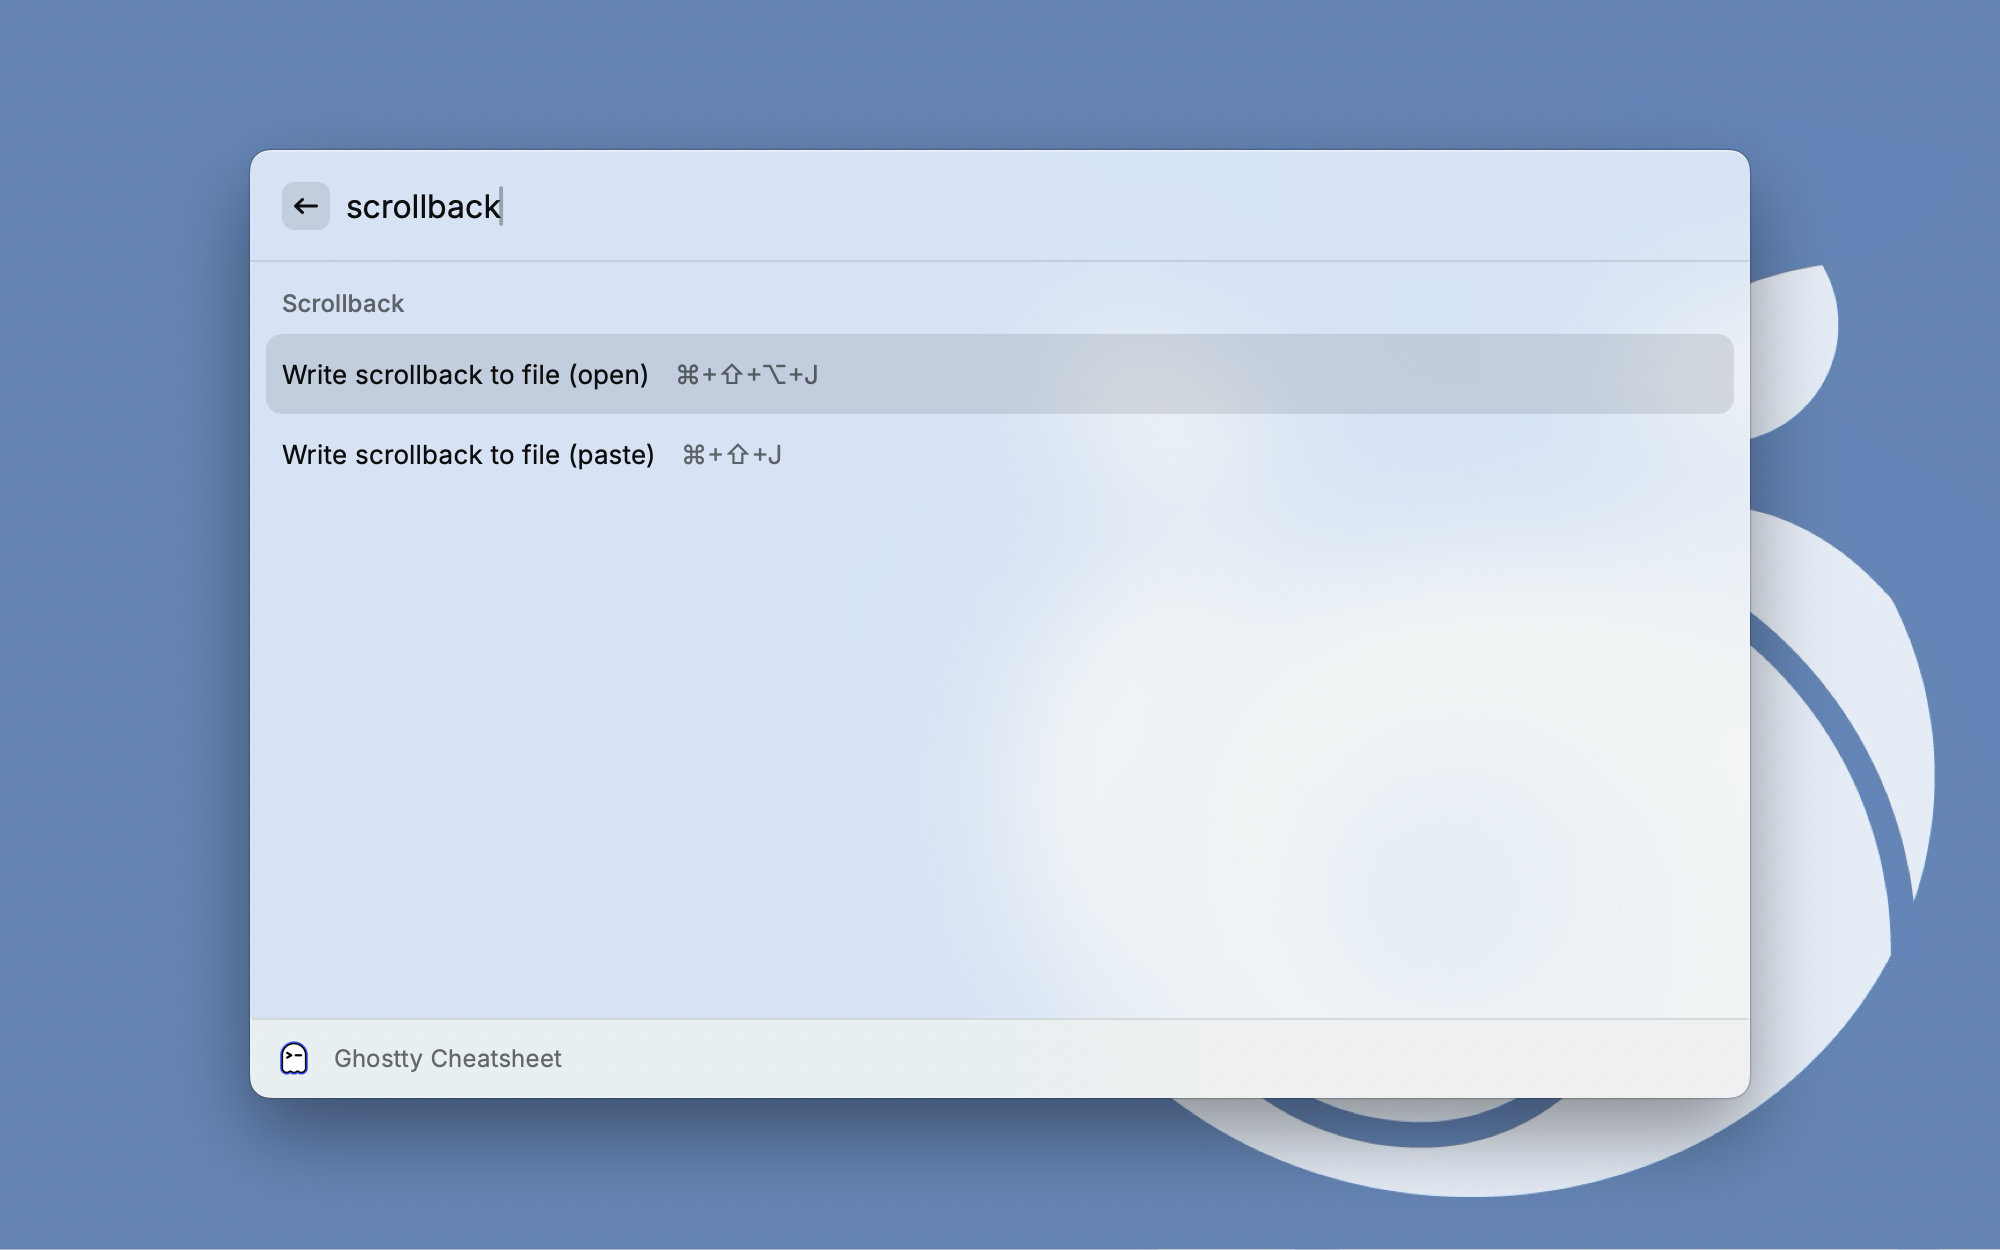 scrollback
Scrollback
Write scrollback to file (open) ⌘+⇧+⌥+J
Write scrollback to file (paste) ⌘+⇧+J
Ghostty Cheatsheet